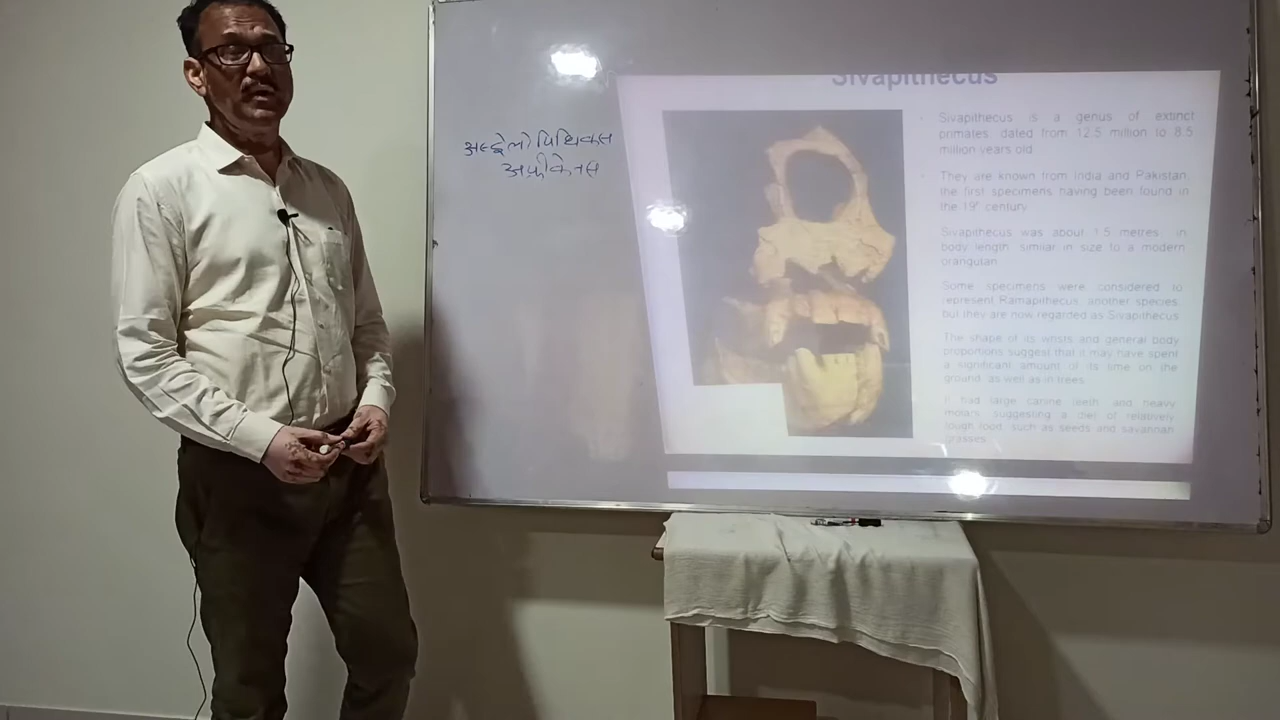 Sivapithecus
अल्ट्रेलोपिथिकस
अफ्रीकेनस
Sivapithecus is a genus of extinct
primates, dated from 12.5 million to 8.5
million years old
They are known from India and Pakistan,
the first specimens having been found in
the 19th century
Sivapithecus was about 1.5 metres in
body length, similar in size to a modern
orangutan
Some specimens were considered to
represent Ramapithecus, another species,
but they are now regarded as Sivapithecus
The shape of its wrists and general body
proportions suggest that it may have spent
a significant amount of its time on the
ground, as well as in trees
It had large canine teeth and heavy
molars, suggesting a diet of relatively
tough food, such as seeds and savannah
grasses